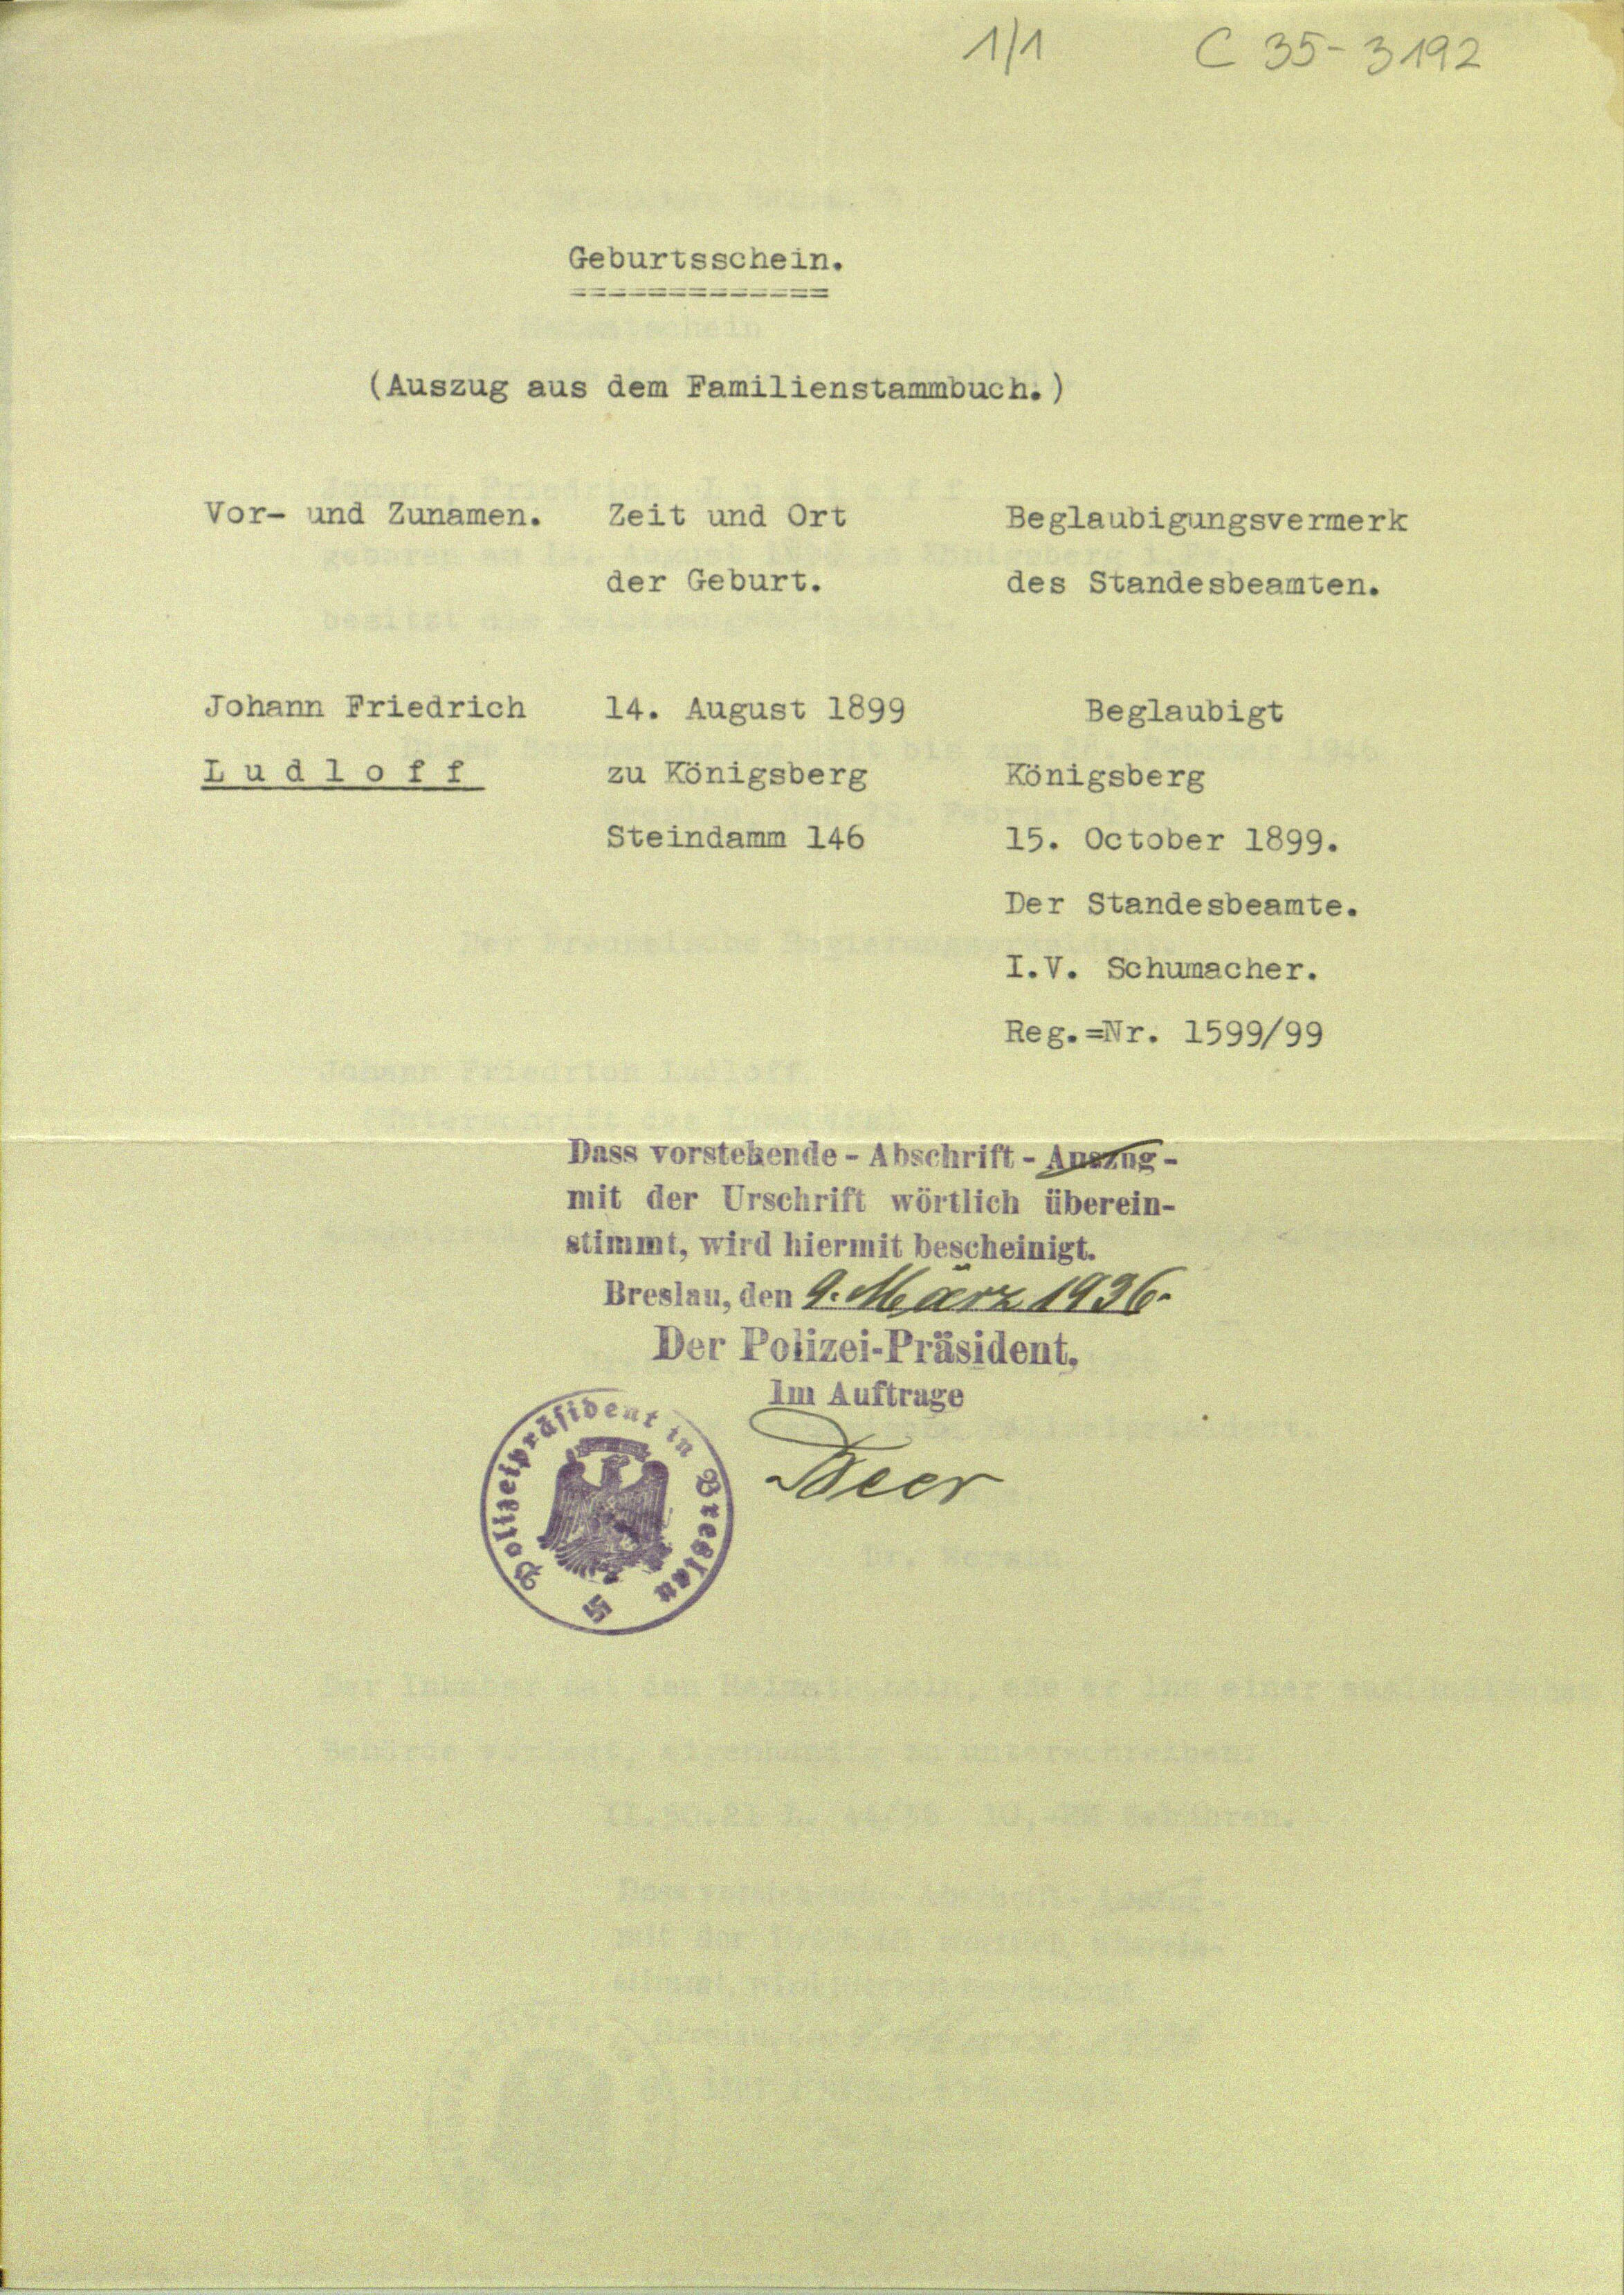 1/1 C 35-3192
Geburtsschein.
(Auszug aus dem Familienstammbuch.)
Vor- und Zunamen. Zeit und Ort Beglaubigungsvermerk
der Geburt. des Standesbeamten.
Johann Friedrich 14. August 1899 Beglaubigt
Ludloff zu Königsberg Königsberg
Steindamm 146 15. October 1899.
Der Standesbeamte.
I.V. Schumacher.
Reg.=Nr. 1599/99
Dass vorstehende - Abschrift - Auszug -
mit der Urschrift wörtlich überein-
stimmt, wird hiermit bescheinigt.
Breslau, den 9. März 1936.
Der Polizei-Präsident.
Im Auftrage
Beer
Polizeipräsident in Breslau